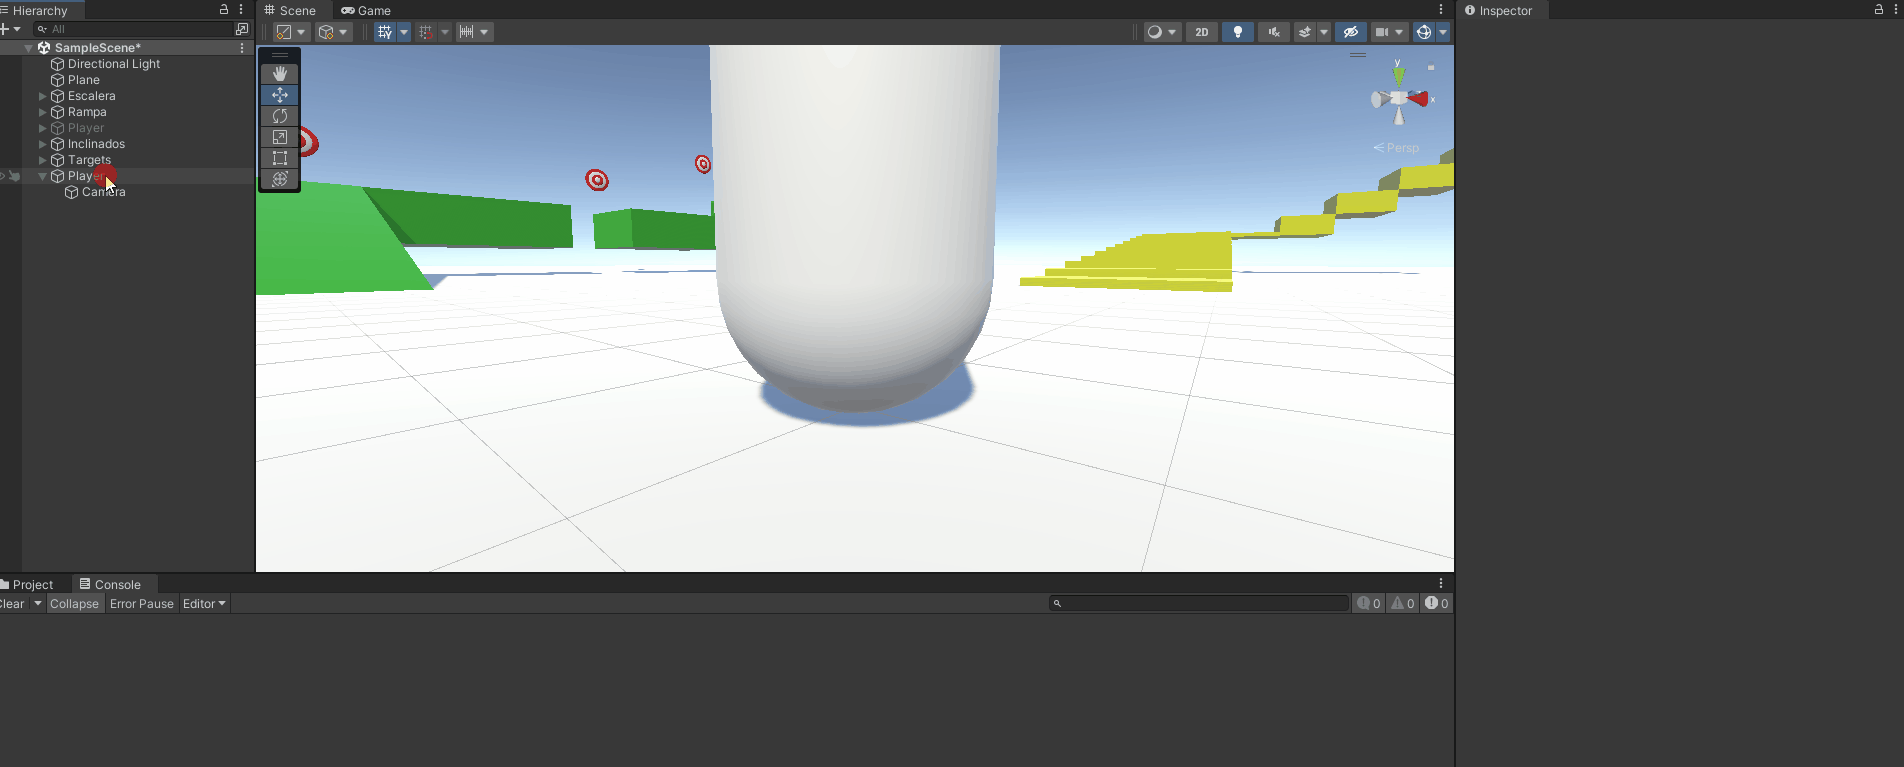 Hierarchy
All
SampleScene*
Directional Light
Plane
Escalera
Rampa
Player
Inclinados
Targets
Player
Camera
Scene Game
2D
y
x
Persp
Inspector
Project Console
Clear Collapse Error Pause Editor
0 0 0